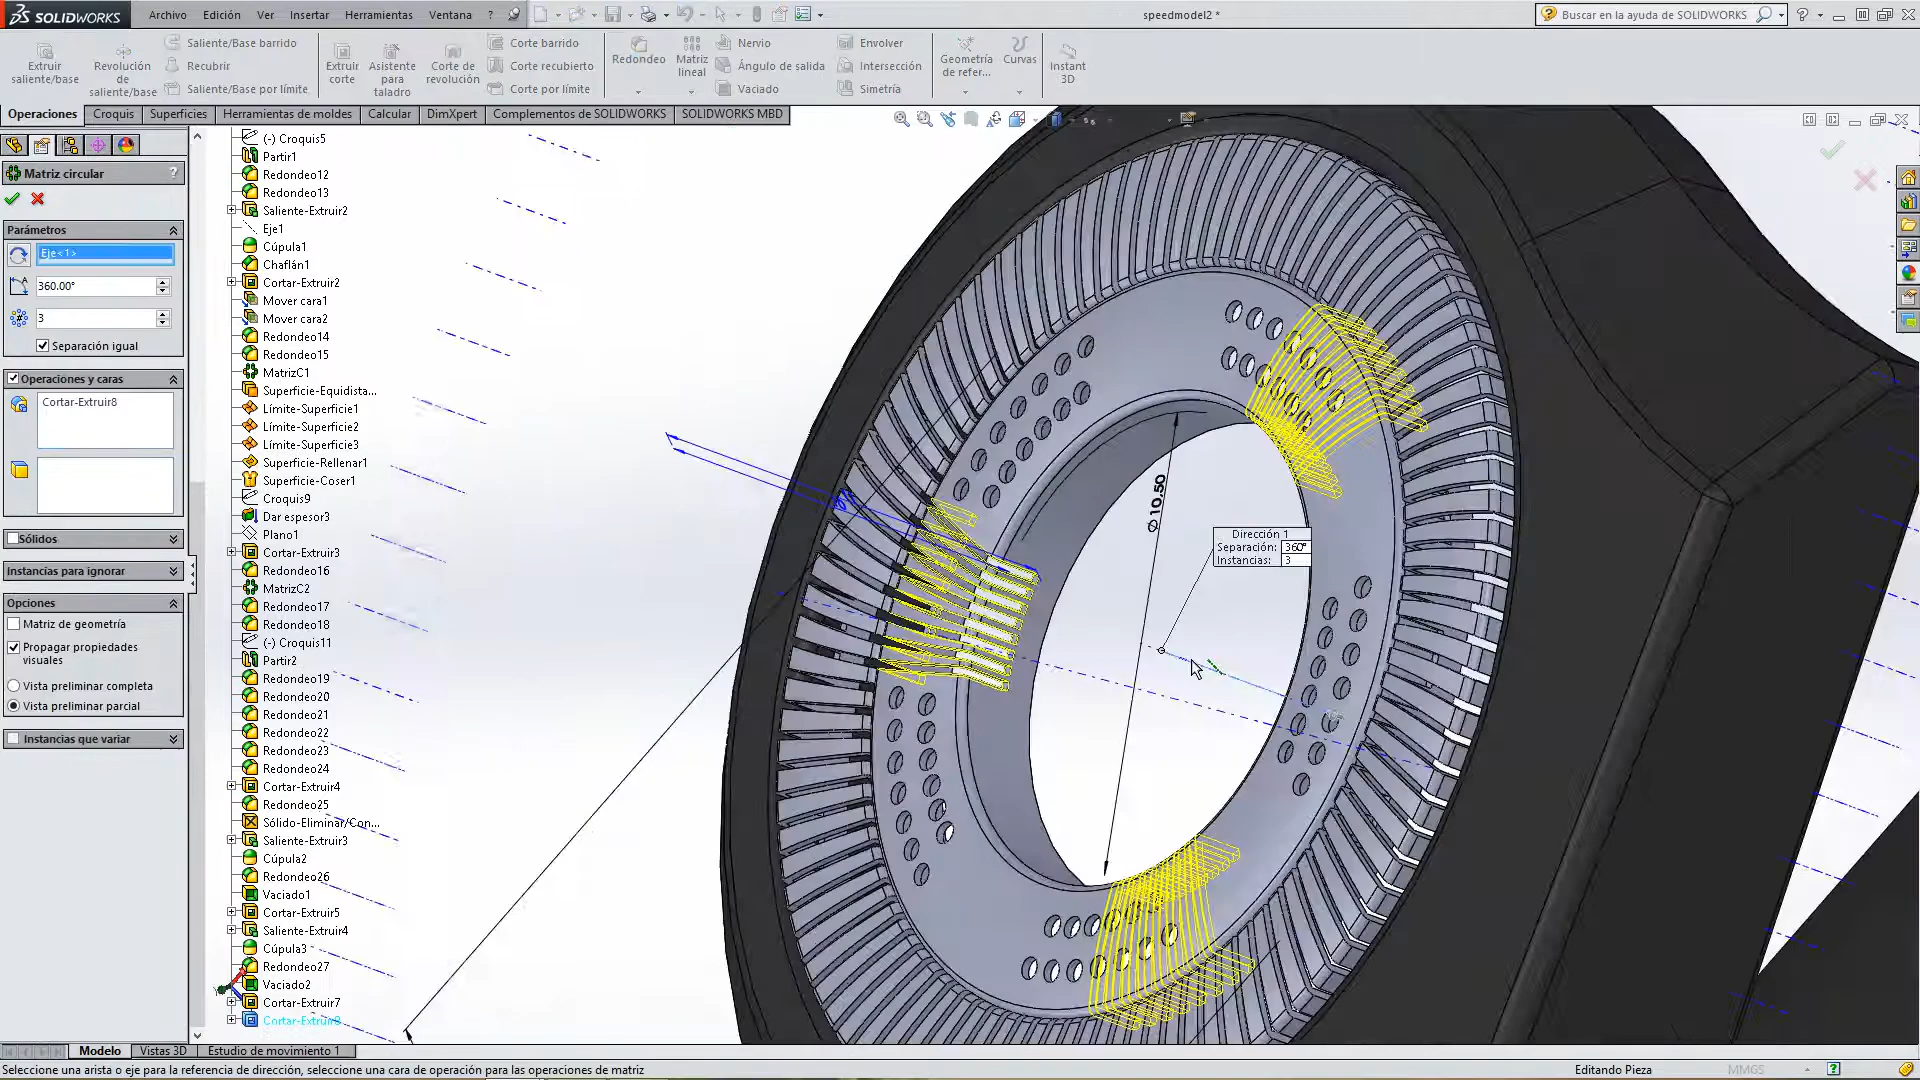 SOLIDWORKS
Archivo
Edición
Ver
Insertar
Herramientas
Ventana
?
speedmodel2 *
Buscar en la ayuda de SOLIDWORKS
Extruir saliente/base
Revolución de saliente/base
Saliente/Base barrido
Recubrir
Saliente/Base por límite
Extruir corte
Asistente para taladro
Corte de revolución
Corte barrido
Corte recubierto
Corte por límite
Redondeo
Matriz lineal
Nervio
Ángulo de salida
Vaciado
Envolver
Intersección
Simetría
Geometría de refer...
Curvas
Instant 3D
Operaciones
Croquis
Superficies
Herramientas de moldes
Calcular
DimXpert
Complementos de SOLIDWORKS
SOLIDWORKS MBD
Matriz circular
?
Parámetros
Eje<1>
360.00°
3
Separación igual
Operaciones y caras
Cortar-Extruir8
Sólidos
Instancias para ignorar
Opciones
Matriz de geometría
Propagar propiedades
visuales
Vista preliminar completa
Vista preliminar parcial
Instancias que variar
(-) Croquis5
Partir1
Redondeo12
Redondeo13
Saliente-Extruir2
Eje1
Cúpula1
Chaflán1
Cortar-Extruir2
Mover cara1
Mover cara2
Redondeo14
Redondeo15
MatrizC1
Superficie-Equidista...
Límite-Superficie1
Límite-Superficie2
Límite-Superficie3
Superficie-Rellenar1
Superficie-Coser1
Croquis9
Dar espesor3
Plano1
Cortar-Extruir3
Redondeo16
MatrizC2
Redondeo17
Redondeo18
(-) Croquis11
Partir2
Redondeo19
Redondeo20
Redondeo21
Redondeo22
Redondeo23
Redondeo24
Cortar-Extruir4
Redondeo25
Sólido-Eliminar/Con...
Saliente-Extruir3
Cúpula2
Redondeo26
Vaciado1
Cortar-Extruir5
Saliente-Extruir4
Cúpula3
Redondeo27
Vaciado2
Cortar-Extruir7
Cortar-Extruir8
Ø 10.50
Dirección 1
Separación: 360°
Instancias: 3
Modelo
Vistas 3D
Estudio de movimiento 1
Seleccione una arista o eje para la referencia de dirección, seleccione una cara de operación para las operaciones de matriz
Editando Pieza
MMGS